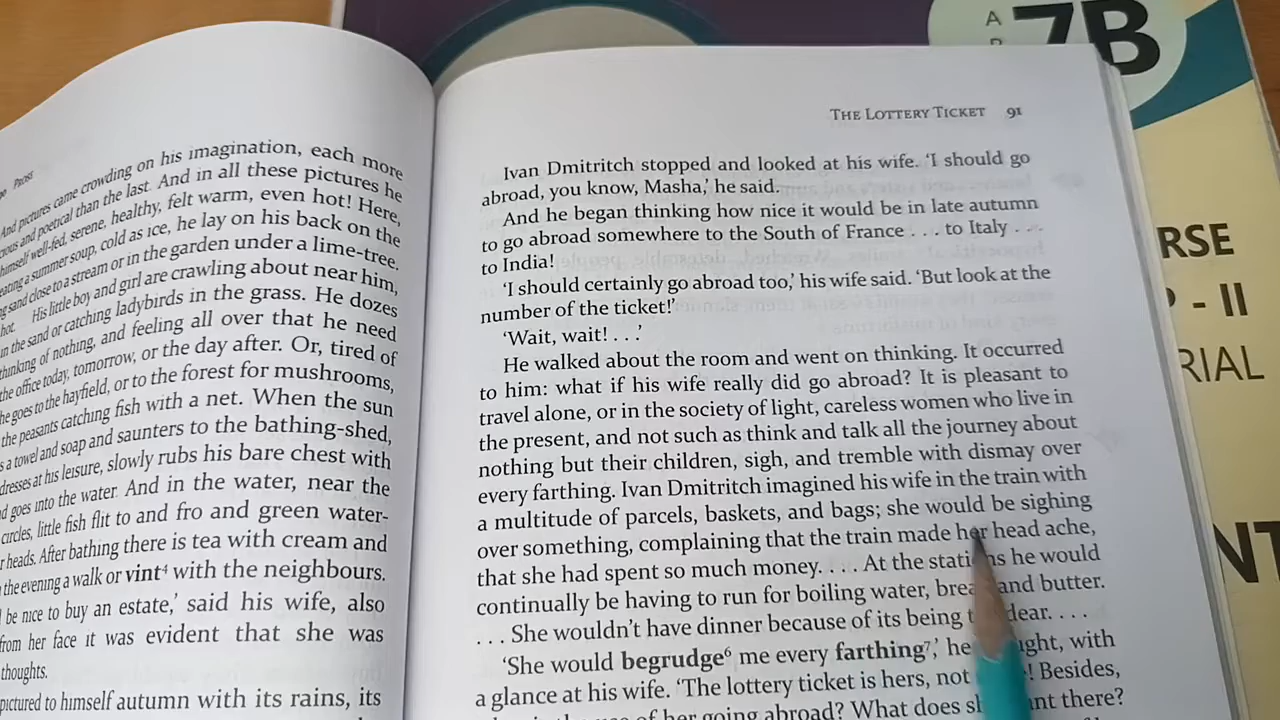 PROSE
And pictures came crowding on his imagination, each more
cious and poetical than the last. And in all these pictures he
himself well-fed, serene, healthy, felt warm, even hot! Here,
eating a summer soup, cold as ice, he lay on his back on the
sand close to a stream or in the garden under a lime-tree.
hot. His little boy and girl are crawling about near him,
in the sand or catching ladybirds in the grass. He dozes
thinking of nothing, and feeling all over that he need
the office today, tomorrow, or the day after. Or, tired of
he goes to the hayfield, or to the forest for mushrooms,
the peasants catching fish with a net. When the sun
s a towel and soap and saunters to the bathing-shed,
dresses at his leisure, slowly rubs his bare chest with
d goes into the water. And in the water, near the
circles, little fish flit to and fro and green water-
r heads. After bathing there is tea with cream and
the evening a walk or vint⁴ with the neighbours.
be nice to buy an estate,’ said his wife, also
from her face it was evident that she was
thoughts.
pictured to himself autumn with its rains, its
THE LOTTERY TICKET 91
Ivan Dmitritch stopped and looked at his wife. ‘I should go
abroad, you know, Masha,’ he said.
And he began thinking how nice it would be in late autumn
to go abroad somewhere to the South of France . . . to Italy . . .
to India!
‘I should certainly go abroad too,’ his wife said. ‘But look at the
number of the ticket!’
‘Wait, wait! . . .’
He walked about the room and went on thinking. It occurred
to him: what if his wife really did go abroad? It is pleasant to
travel alone, or in the society of light, careless women who live in
the present, and not such as think and talk all the journey about
nothing but their children, sigh, and tremble with dismay over
every farthing. Ivan Dmitritch imagined his wife in the train with
a multitude of parcels, baskets, and bags; she would be sighing
over something, complaining that the train made her head ache,
that she had spent so much money. . . . At the stations he would
continually be having to run for boiling water, bread and butter.
. . . She wouldn’t have dinner because of its being dear. . . .
‘She would begrudge⁶ me every farthing⁷,’ he thought, with
a glance at his wife. ‘The lottery ticket is hers, not ! Besides,
of her going abroad? What does want there?
A
7B
RSE
P - II
RIAL
NT